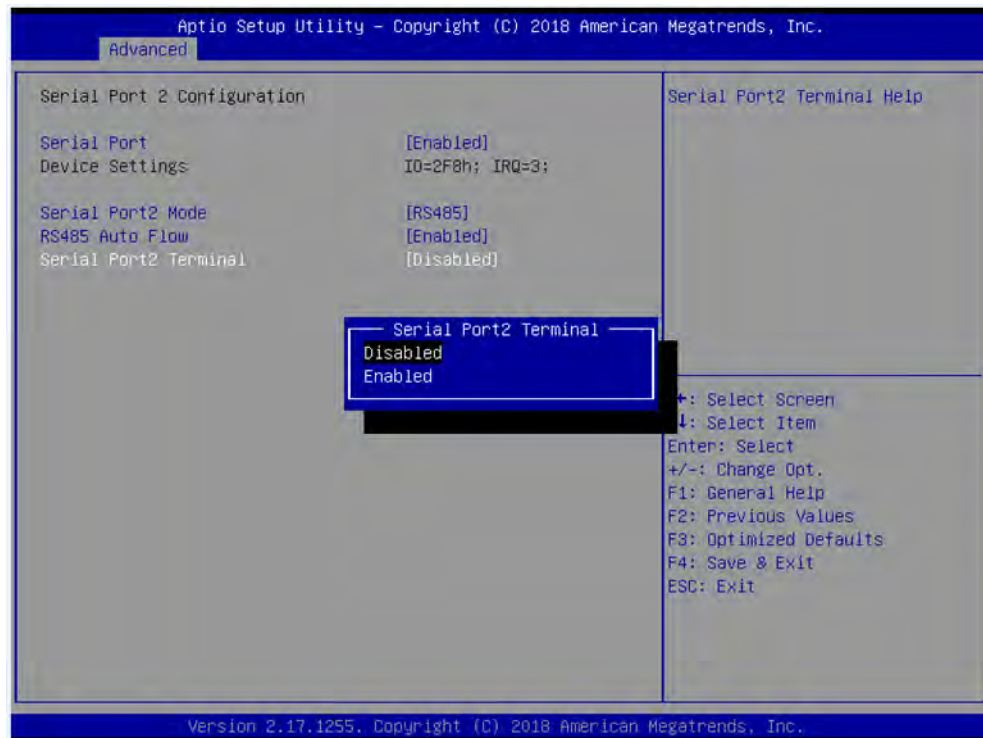 Aptio Setup Utility – Copyright (C) 2018 American Megatrends, Inc.
Advanced
Serial Port 2 Configuration
Serial Port [Enabled]
Device Settings IO=2F8h; IRQ=3;
Serial Port2 Mode [RS485]
RS485 Auto Flow [Enabled]
Serial Port2 Terminal [Disabled]
Serial Port2 Terminal
Disabled
Enabled
Serial Port2 Terminal Help
: Select Screen
: Select Item
Enter: Select
+/-: Change Opt.
F1: General Help
F2: Previous Values
F3: Optimized Defaults
F4: Save & Exit
ESC: Exit
Version 2.17.1255. Copyright (C) 2018 American Megatrends, Inc.